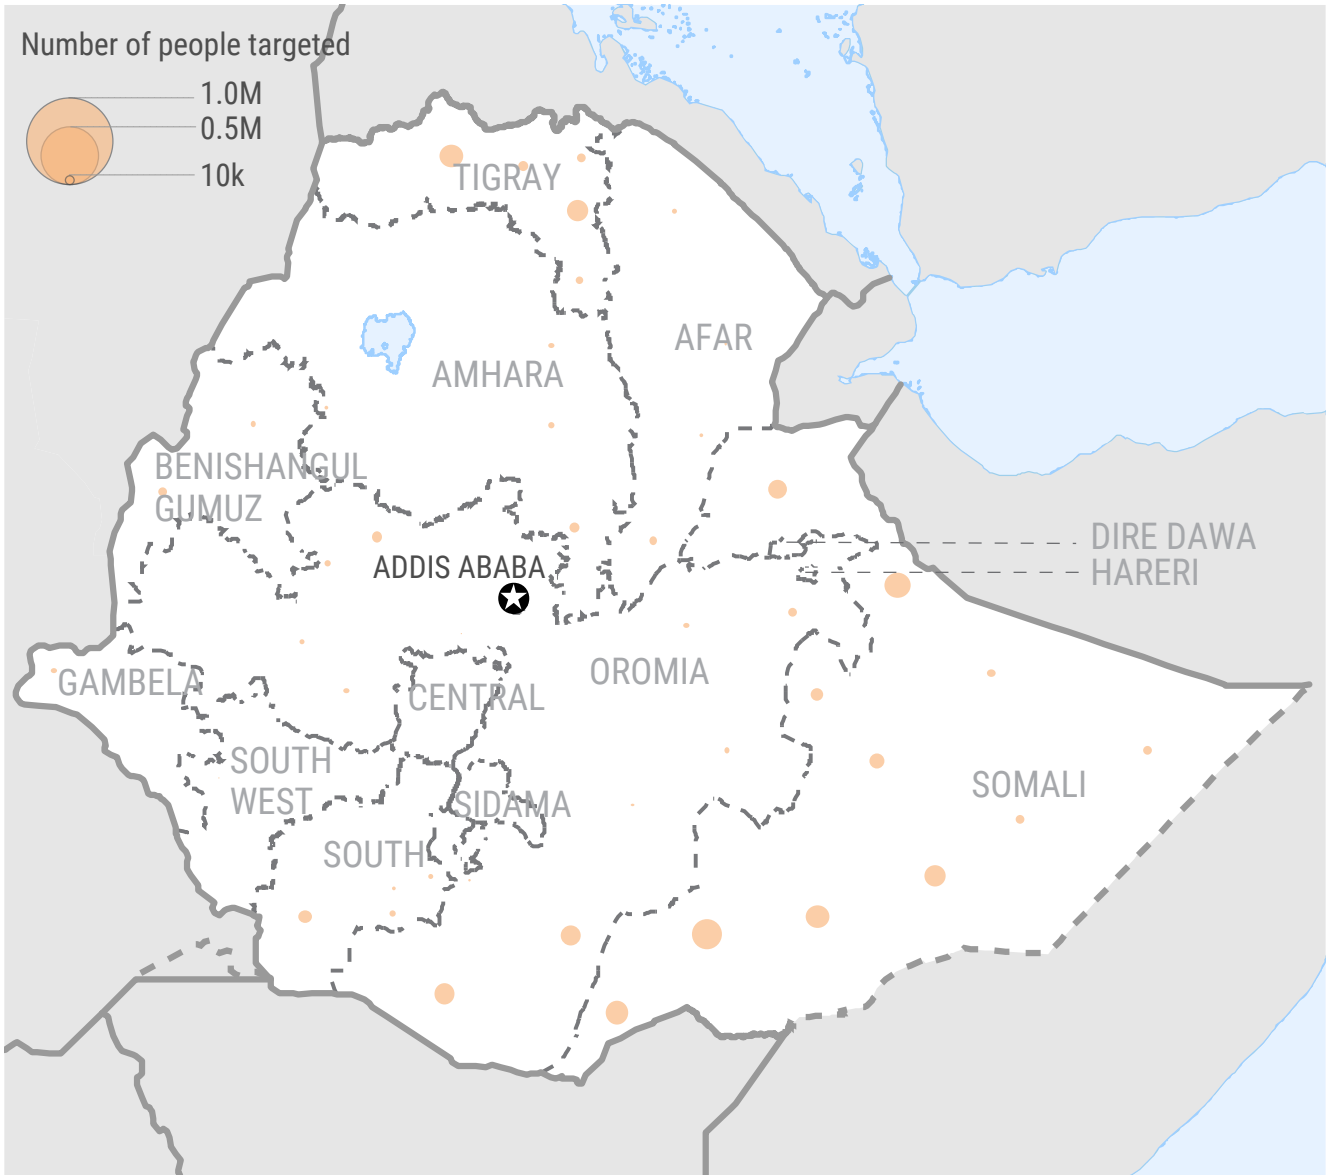 Number of people targeted
1.0M
0.5M
10k
TIGRAY
AFAR
AMHARA
BENISHANGUL
GUMUZ
DIRE DAWA
ADDIS ABABA
HARERI
OROMIA
GAMBELA
CENTRAL
SOUTH
WEST
SOMALI
SIDAMA
SOUTH